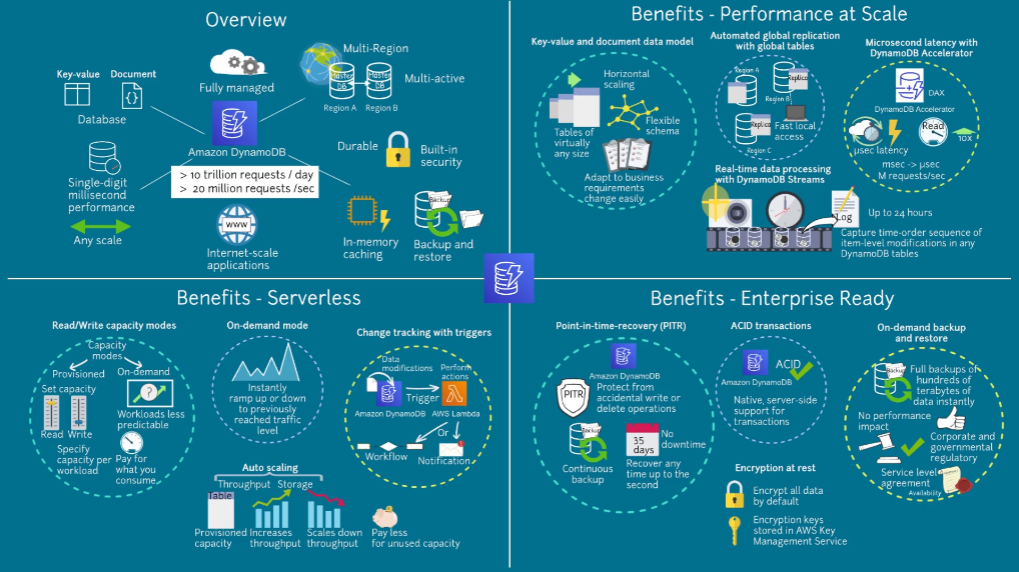 Overview
Fully managed
Key-value
Document
Database
Multi-Region
Master
DB
Master
DB
Region A
Region B
Multi-active
Amazon DynamoDB
> 10 trillion requests / day
> 20 million requests /sec
Durable
Built-in
security
Single-digit
millisecond
performance
Any scale
www
Internet-scale
applications
In-memory
caching
Backup
Backup and
restore
Benefits - Performance at Scale
Key-value and document data model
Horizontal
scaling
Tables of
virtually
any size
Flexible
schema
Adapt to business
requirements
change easily
Automated global replication
with global tables
Region A
Replica
Region B
Replica
Region C
Fast local
access
Microsecond latency with
DynamoDB Accelerator
DAX
DynamoDB Accelerator
Read
10X
µsec latency
msec -> µsec
M requests/sec
Real-time data processing
with DynamoDB Streams
Log
Up to 24 hours
Capture time-order sequence of
item-level modifications in any
DynamoDB tables
Benefits - Serverless
Read/Write capacity modes
Capacity
modes
Provisioned
On-demand
Set capacity
Read
Write
Specify
capacity per
workload
Workloads less
predictable
Pay for
what you
consume.
On-demand mode
Instantly
ramp up or down
to previously
reached traffic
level
Change tracking with triggers
Data
modifications
Perform
actions
Trigger
Amazon DynamoDB
AWS Lambda
Or
Workflow
Notification
Auto scaling
Throughput
Storage
Table
Provisioned
capacity
Increases
throughput
Scales down
throughput
Pay less
for unused capacity
Benefits - Enterprise Ready
Point-in-time-recovery (PITR)
Amazon DynamoDB
PITR
Protect from
accidental write or
delete operations
Backup
Continuous
backup
35
days
No
downtime
Recover any
time up to the
second
ACID transactions
ACID
Amazon DynamoDB
Native, server-side
support for
transactions
Encryption at rest
Encrypt all data
by default
Encryption keys
stored in AWS Key
Management Service
On-demand backup
and restore
Backup
Full backups of
hundreds of
terabytes of
data instantly
No performance
impact
Corporate and
governmental
regulatory
Service level
agreement
Availability